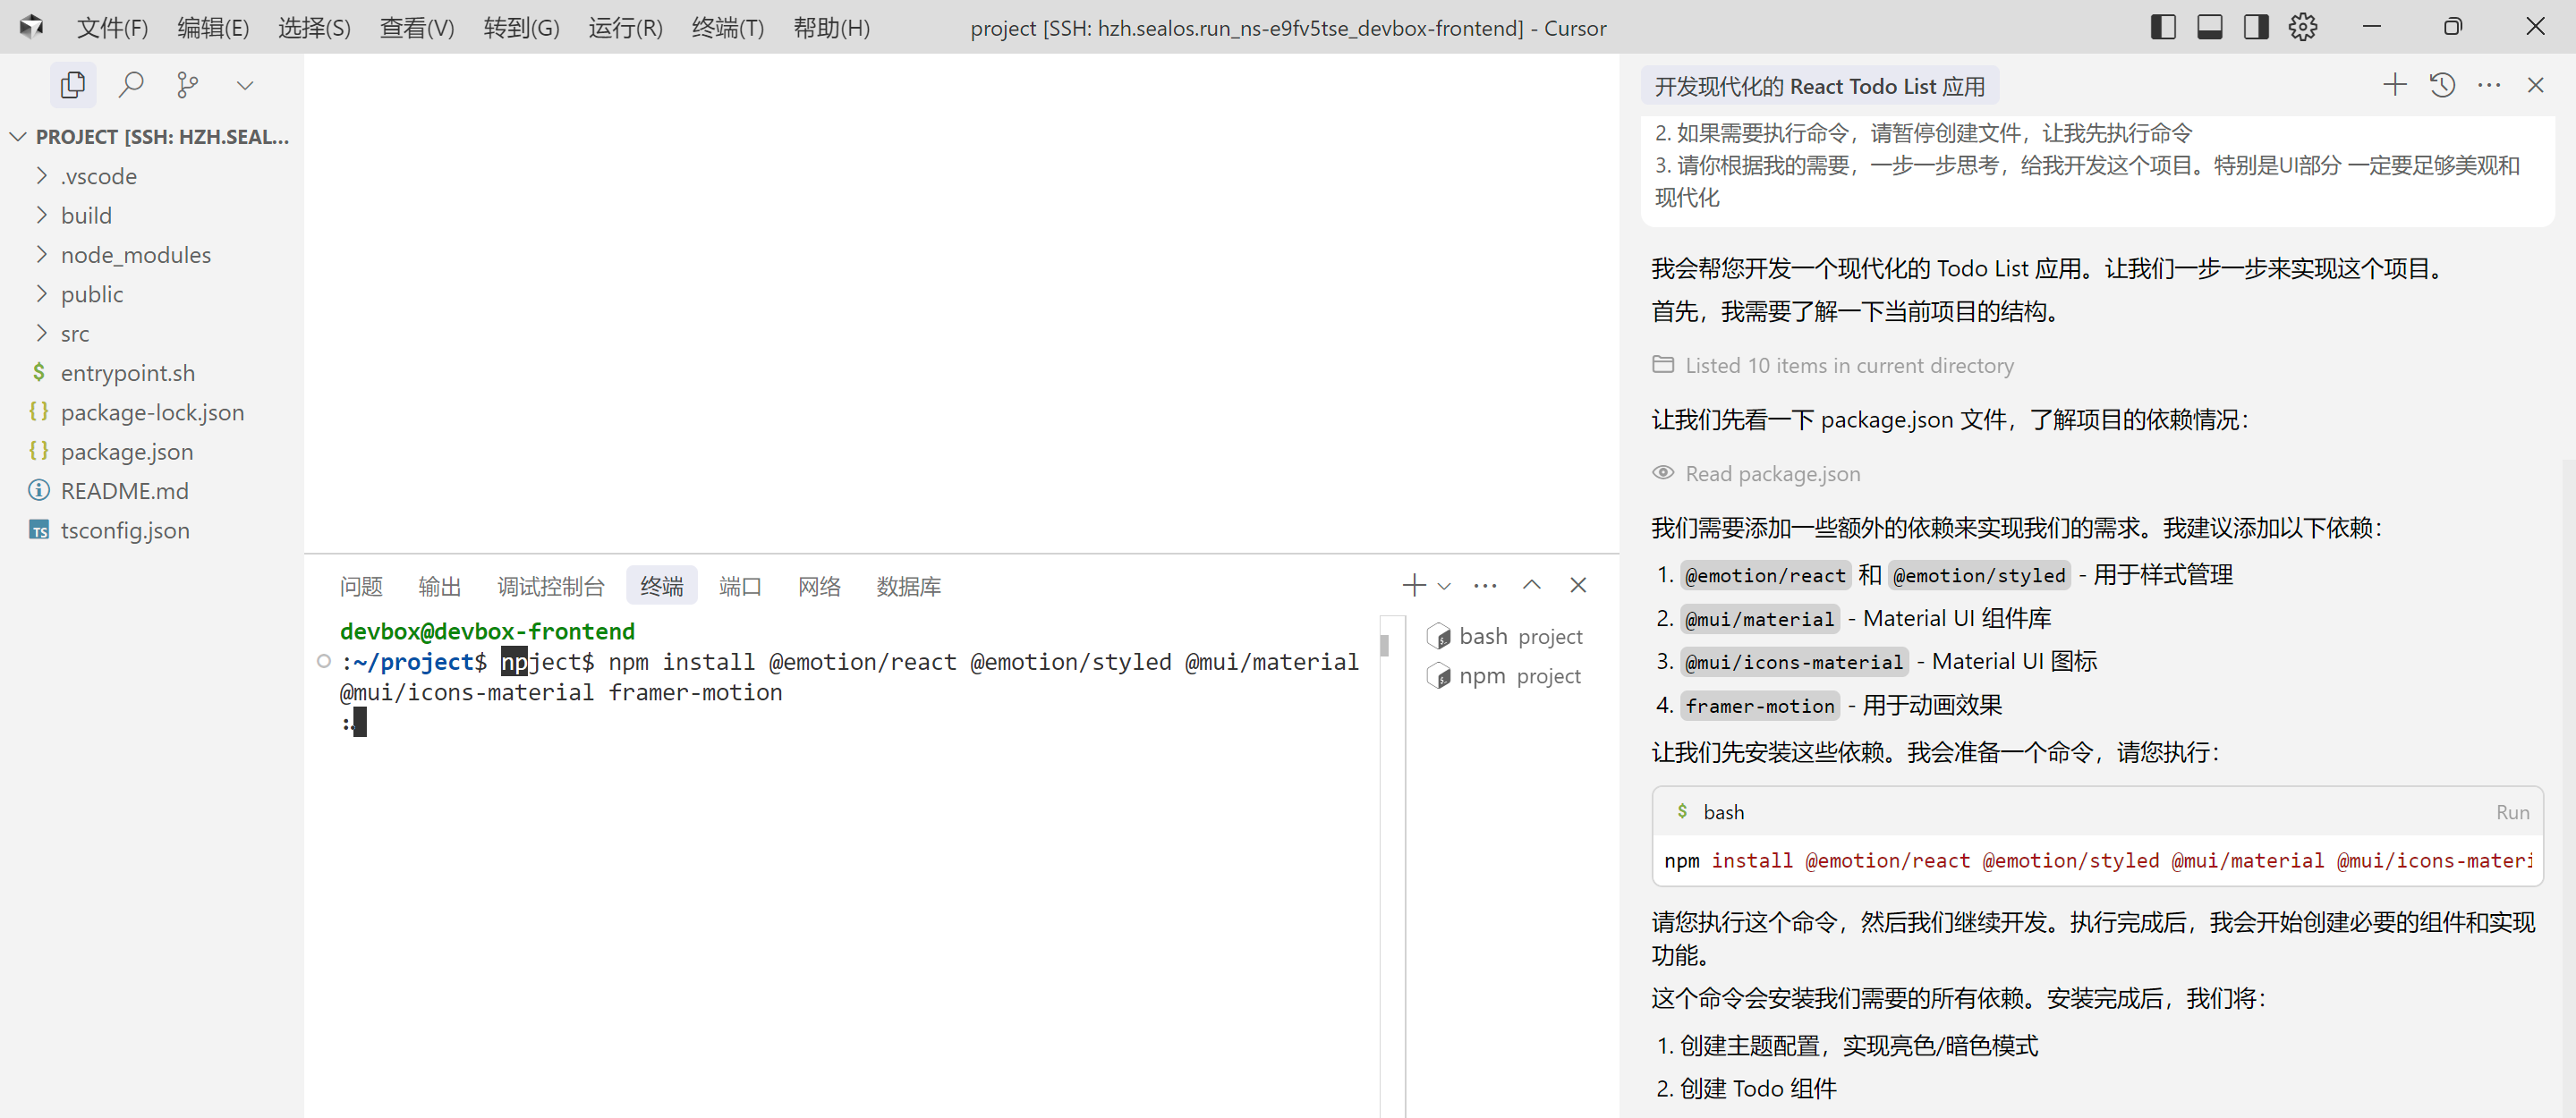 文件(F) 编辑(E) 选择(S) 查看(V) 转到(G) 运行(R) 终端(T) 帮助(H) project [SSH: hzh.sealos.run_ns-e9fv5tse_devbox-frontend] - Cursor
PROJECT [SSH: HZH.SEAL...
.vscode
build
node_modules
public
src
$ entrypoint.sh
{} package-lock.json
{} package.json
README.md
TS tsconfig.json
问题 输出 调试控制台 终端 端口 网络 数据库
devbox@devbox-frontend
:~/project$ npject$ npm install @emotion/react @emotion/styled @mui/material
@mui/icons-material framer-motion
:
bash project
npm project
开发现代化的 React Todo List 应用
2. 如果需要执行命令，请暂停创建文件，让我先执行命令
3. 请你根据我的需要，一步一步思考，给我开发这个项目。特别是UI部分 一定要足够美观和
现代化
我会帮您开发一个现代化的 Todo List 应用。让我们一步一步来实现这个项目。
首先，我需要了解一下当前项目的结构。
Listed 10 items in current directory
让我们先看一下 package.json 文件，了解项目的依赖情况：
Read package.json
我们需要添加一些额外的依赖来实现我们的需求。我建议添加以下依赖：
1. @emotion/react 和 @emotion/styled - 用于样式管理
2. @mui/material - Material UI 组件库
3. @mui/icons-material - Material UI 图标
4. framer-motion - 用于动画效果
让我们先安装这些依赖。我会准备一个命令，请您执行：
$ bash Run
npm install @emotion/react @emotion/styled @mui/material @mui/icons-materi
请您执行这个命令，然后我们继续开发。执行完成后，我会开始创建必要的组件和实现
功能。
这个命令会安装我们需要的所有依赖。安装完成后，我们将：
1. 创建主题配置，实现亮色/暗色模式
2. 创建 Todo 组件